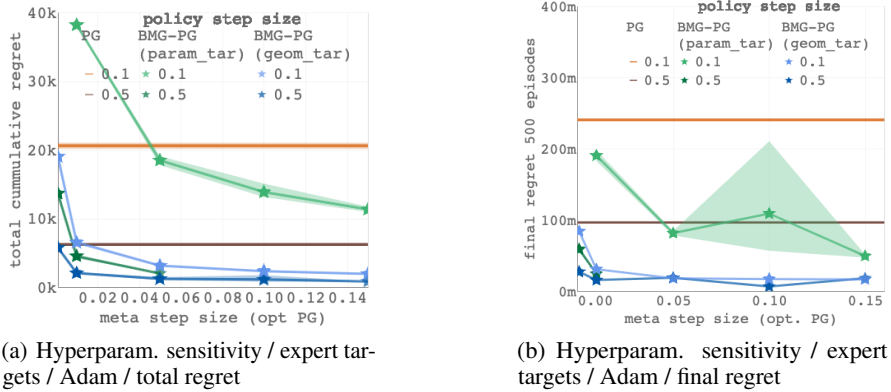 policy step size
PG BMG-PG BMG-PG
(param_tar) (geom_tar)
0.1 0.1 0.1
0.5 0.5 0.5
40k
30k
20k
10k
0k
total cummulative regret
0.02 0.04 0.06 0.08 0.10 0.12 0.14
meta step size (opt PG)
(a) Hyperparam. sensitivity / expert tar-
gets / Adam / total regret
policy step size
PG BMG-PG BMG-PG
(param_tar) (geom_tar)
0.1 0.1 0.1
0.5 0.5 0.5
400m
300m
200m
100m
0m
final regret 500 episodes
0.00 0.05 0.10 0.15
meta step size (opt. PG)
(b) Hyperparam. sensitivity / expert
targets / Adam / final regret